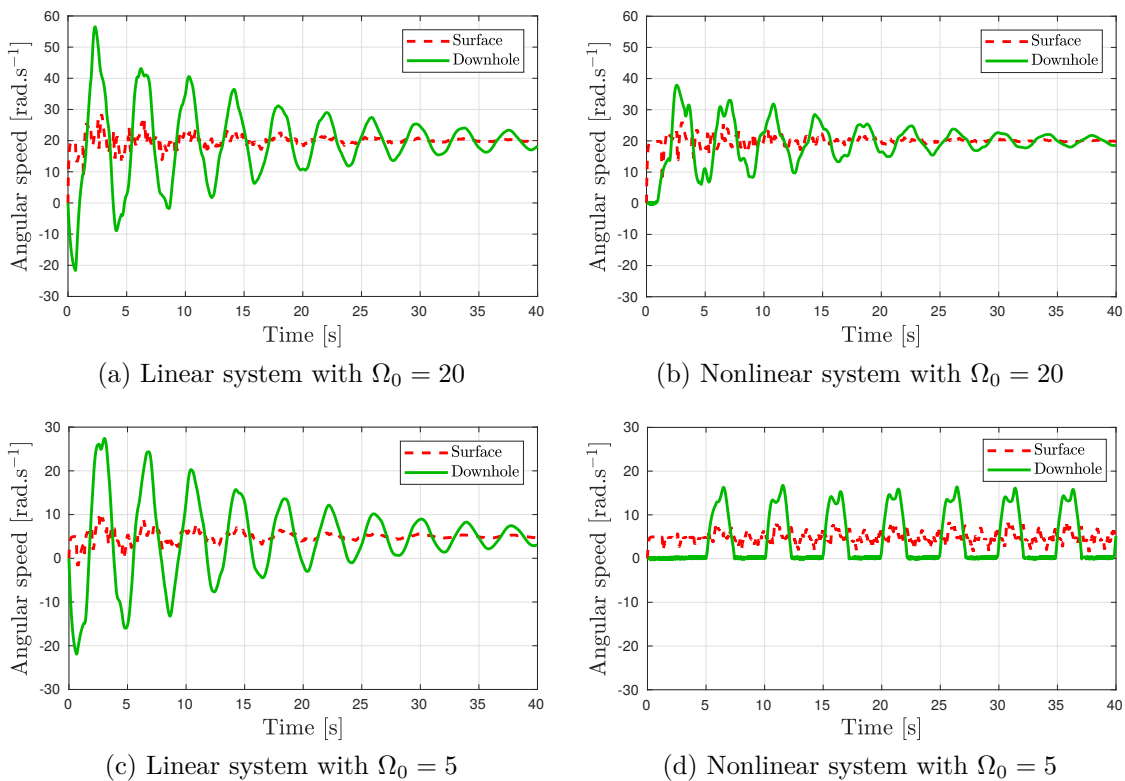 Angular speed [rad.s⁻¹]
60
50
40
30
20
10
0
-10
-20
-30
Surface
Downhole
0 5 10 15 20 25 30 35 40
Time [s]
(a) Linear system with Ω₀ = 20
Angular speed [rad.s⁻¹]
60
50
40
30
20
10
0
-10
-20
-30
Surface
Downhole
0 5 10 15 20 25 30 35 40
Time [s]
(b) Nonlinear system with Ω₀ = 20
Angular speed [rad.s⁻¹]
30
20
10
0
-10
-20
-30
Surface
Downhole
0 5 10 15 20 25 30 35 40
Time [s]
(c) Linear system with Ω₀ = 5
Angular speed [rad.s⁻¹]
30
20
10
0
-10
-20
-30
Surface
Downhole
0 5 10 15 20 25 30 35 40
Time [s]
(d) Nonlinear system with Ω₀ = 5